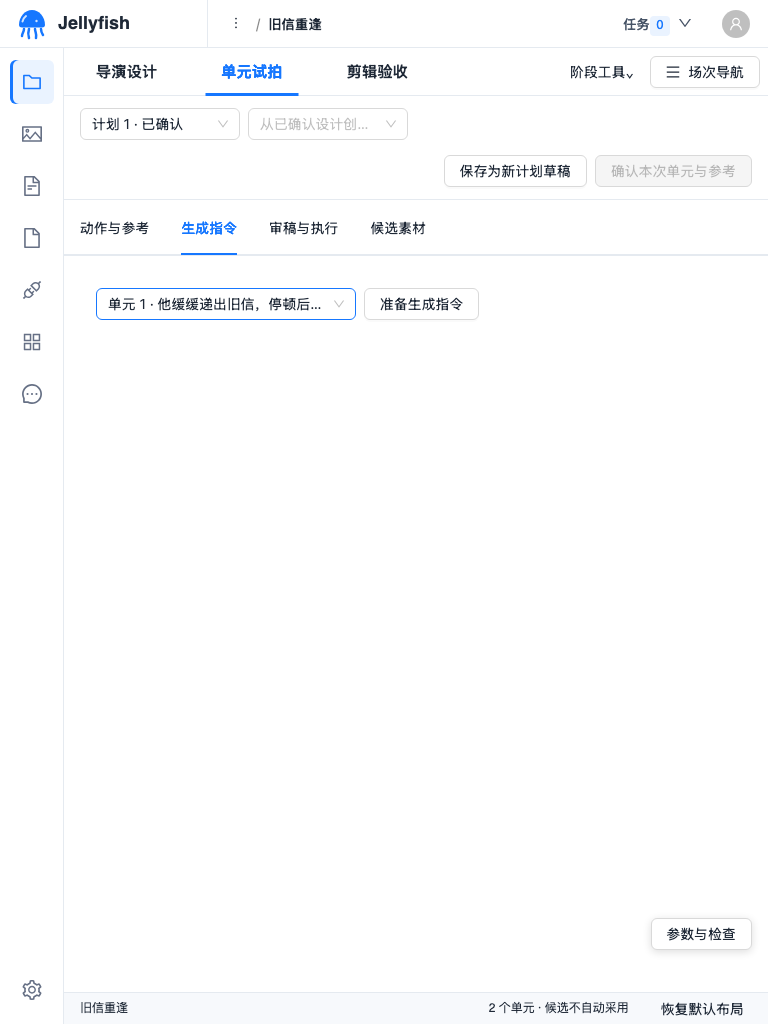 Jellyfish
/ 旧信重逢
任务 0
导演设计
单元试拍
剪辑验收
阶段工具
场次导航
计划 1 · 已确认
从已确认设计创...
保存为新计划草稿
确认本次单元与参考
动作与参考
生成指令
审稿与执行
候选素材
单元 1 · 他缓缓递出旧信，停顿后...
准备生成指令
参数与检查
旧信重逢
2 个单元 · 候选不自动采用
恢复默认布局